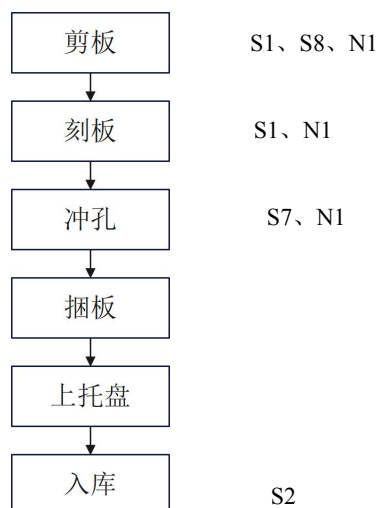 剪板 S1、S8、N1
刻板 S1、N1
冲孔 S7、N1
捆板
上托盘
入库 S2